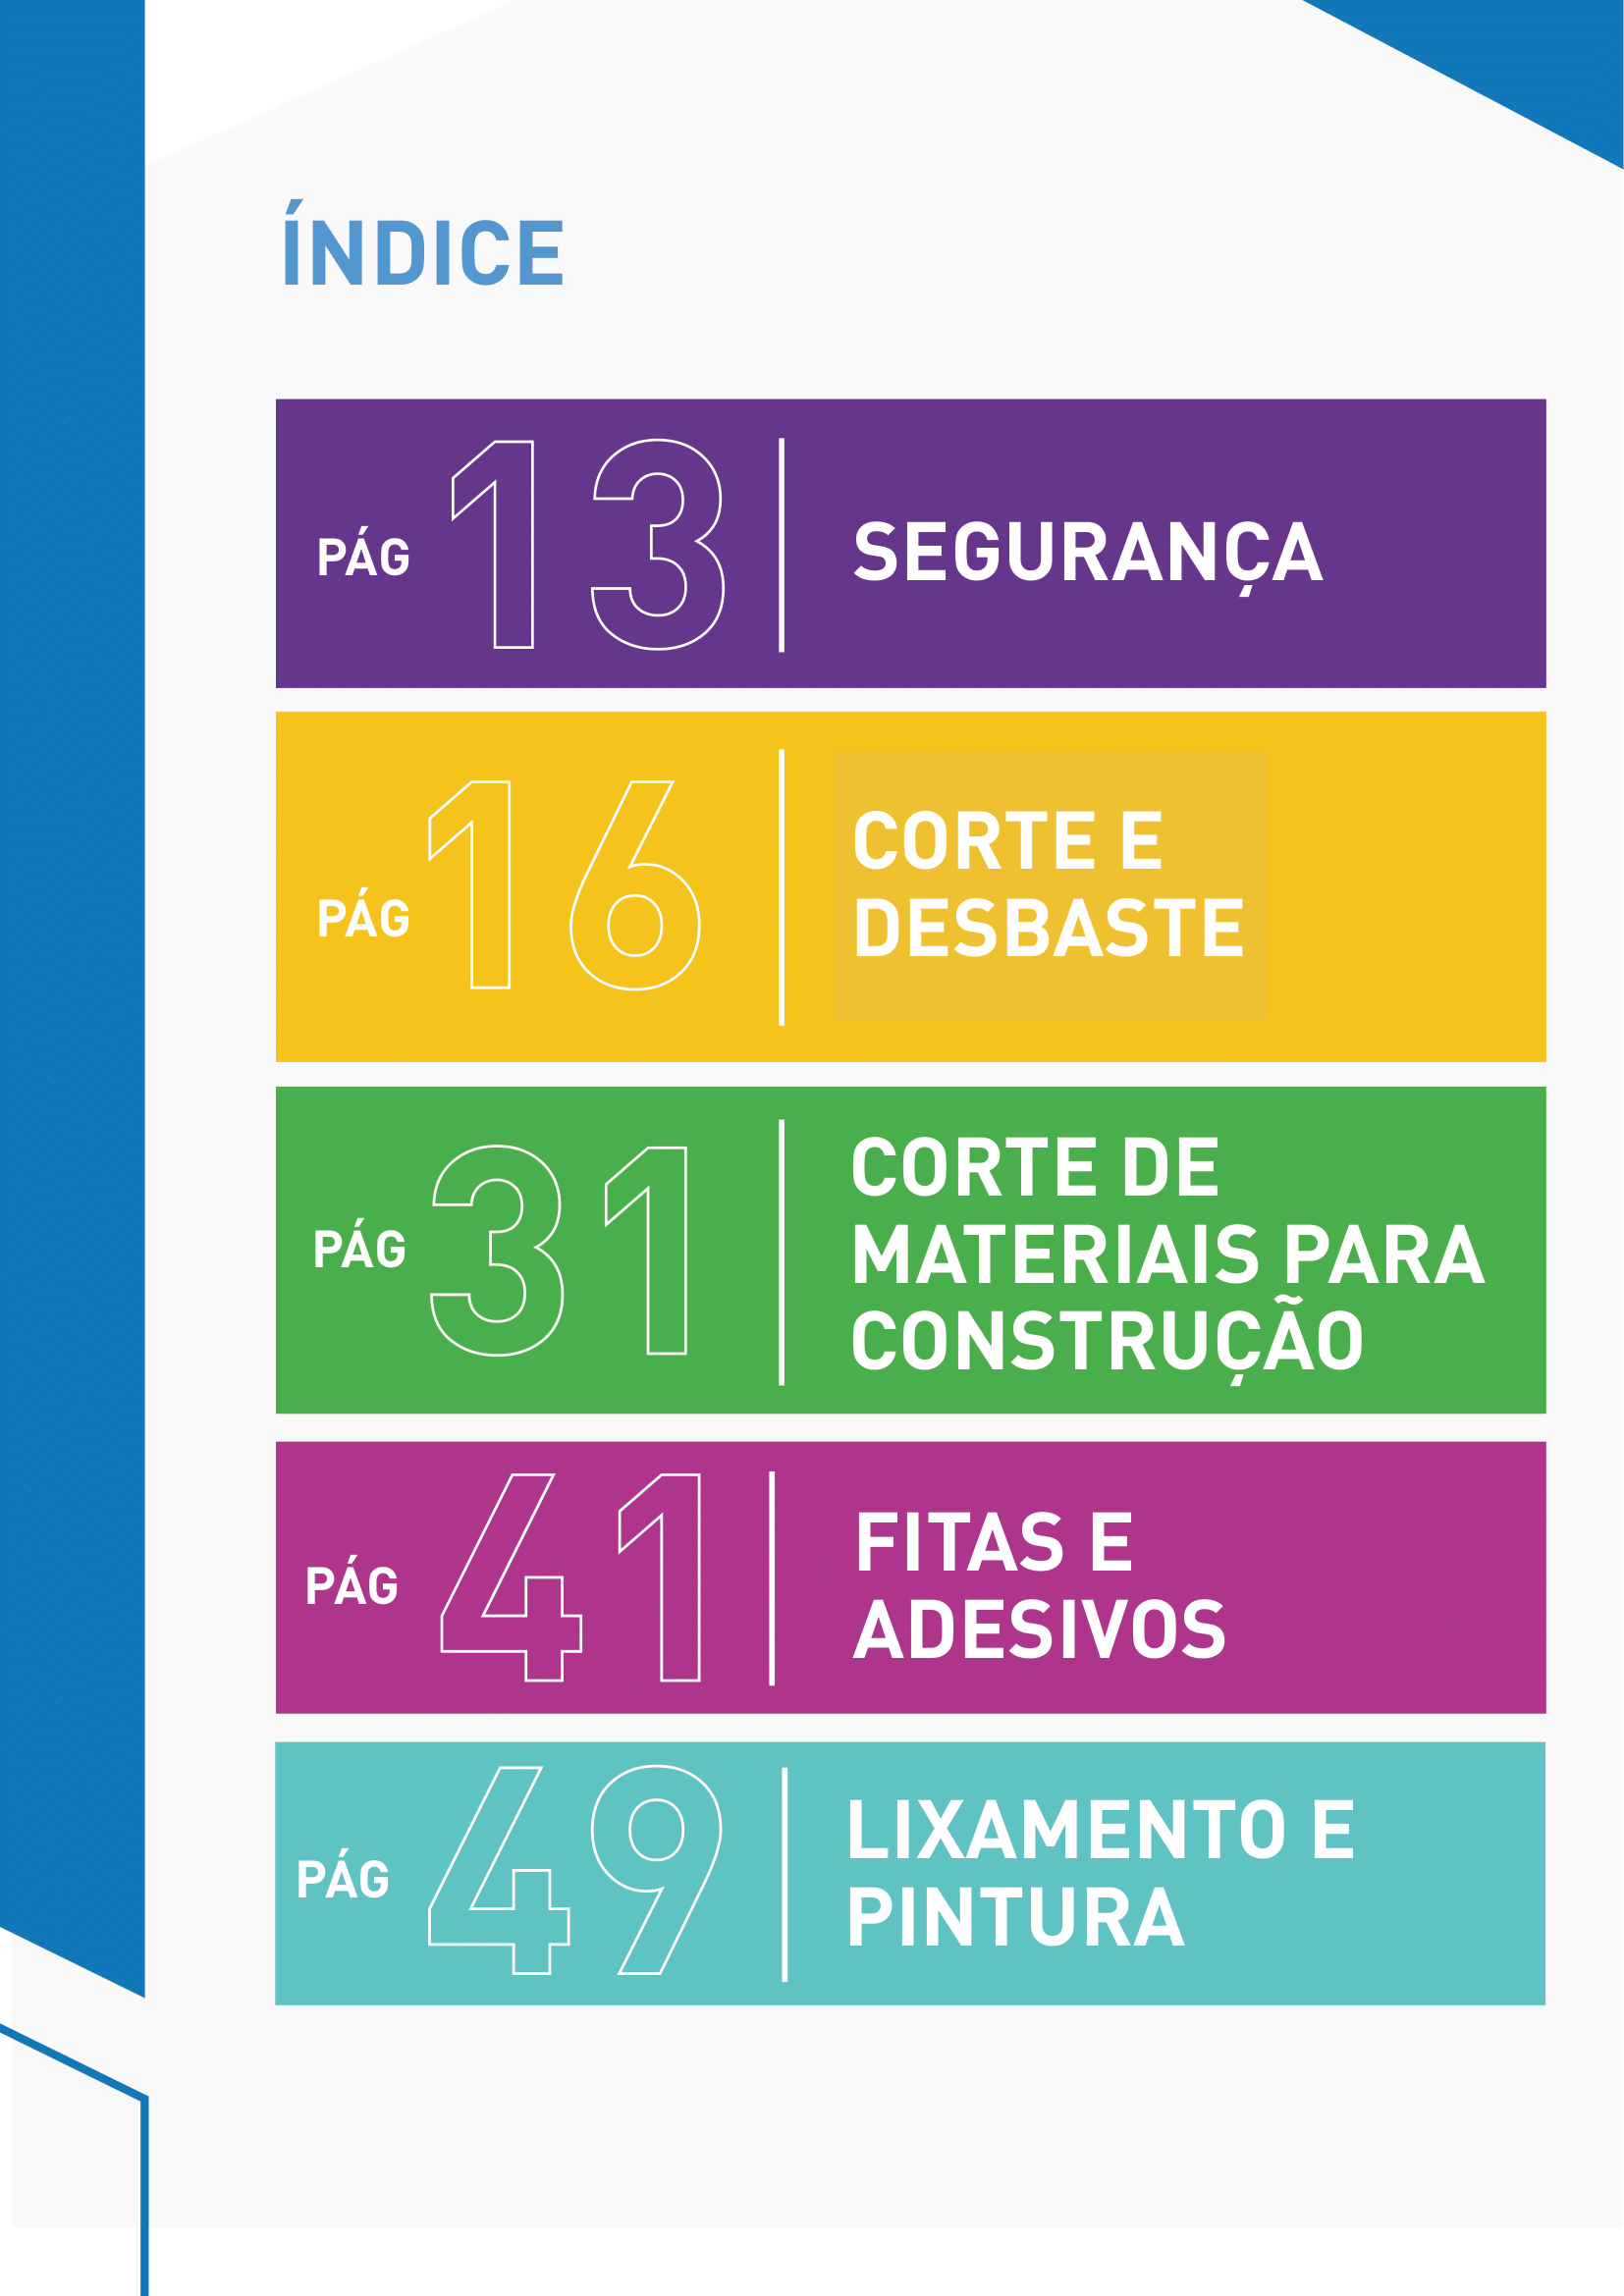 ÍNDICE
PÁG 13
SEGURANÇA
PÁG 16
CORTE E
DESBASTE
PÁG 31
CORTE DE
MATERIAIS PARA
CONSTRUÇÃO
PÁG 41
FITAS E
ADESIVOS
PÁG 49
LIXAMENTO E
PINTURA